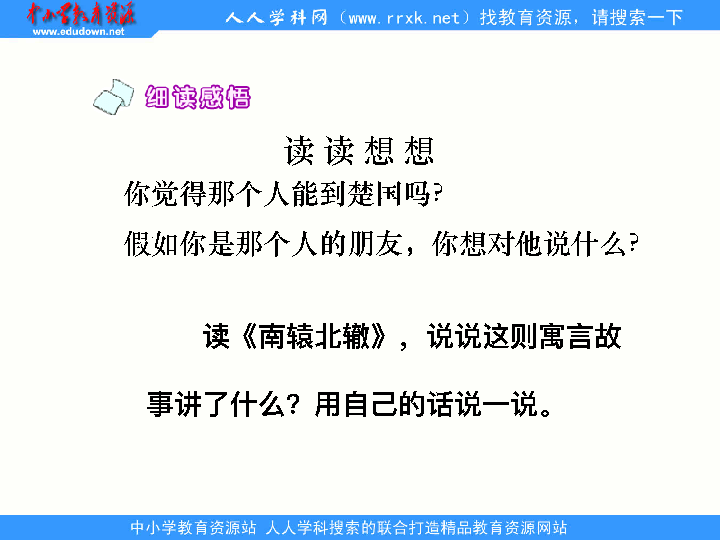 中小学教育资源
www.edudown.net
人人学科网（www.rrxk.net）找教育资源，请搜索一下
细读感悟
读读想想
你觉得那个人能到楚国吗?
假如你是那个人的朋友，你想对他说什么?
读《南辕北辙》，说说这则寓言故
事讲了什么？用自己的话说一说。
中小学教育资源站 人人学科搜索的联合打造精品教育资源网站